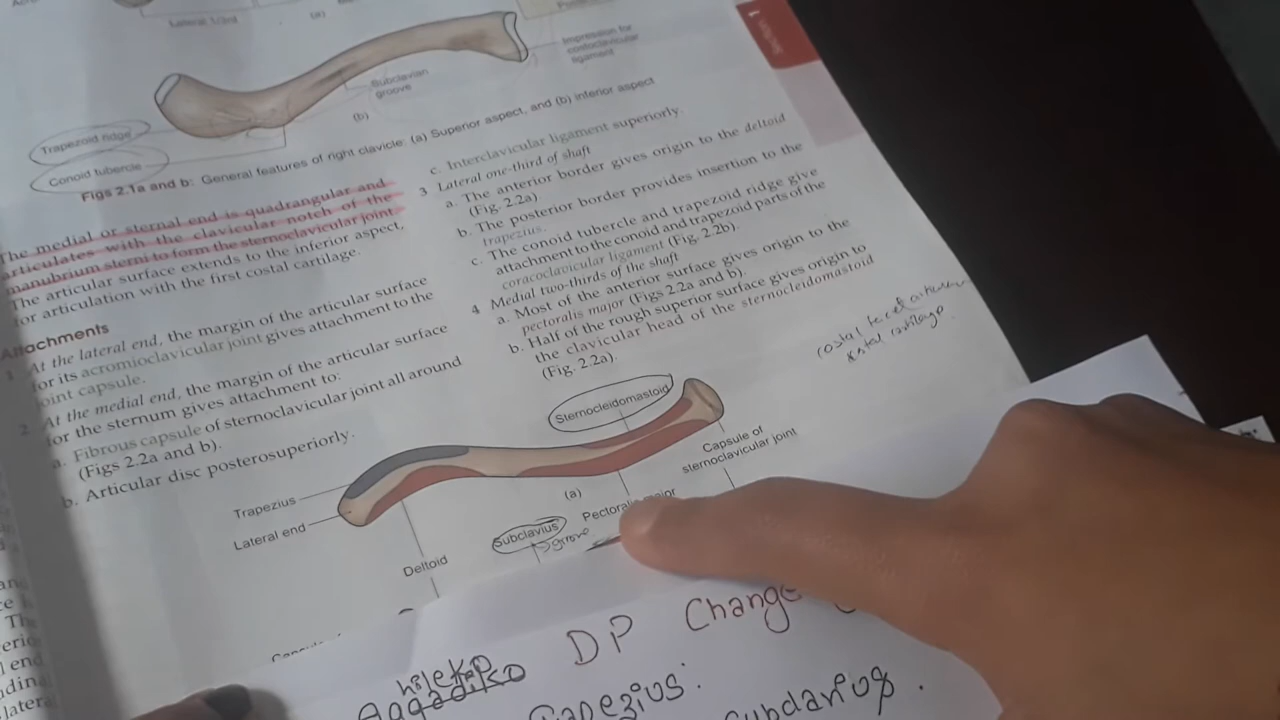 Lateral 1/3rd
(a)
Impression for
costoclavicular
ligament
Subclavian
groove
(b)
Trapezoid ridge
Conoid tubercle
Figs 2.1a and b: General features of right clavicle: (a) Superior aspect, and (b) inferior aspect
Section 1
The medial or sternal end is quadrangular and
articulates with the clavicular notch of the
manubrium sterni to form the sternoclavicular joint.
The articular surface extends to the inferior aspect,
for articulation with the first costal cartilage.
Attachments
1 At the lateral end, the margin of the articular surface
for its acromioclavicular joint gives attachment to the
joint capsule.
2 At the medial end, the margin of the articular surface
for the sternum gives attachment to:
a. Fibrous capsule of sternoclavicular joint all around
(Figs 2.2a and b).
b. Articular disc posterosuperiorly.
c. Interclavicular ligament superiorly.
3 Lateral one-third of shaft
a. The anterior border gives origin to the deltoid
(Fig. 2.2a).
b. The posterior border provides insertion to the
trapezius.
c. The conoid tubercle and trapezoid ridge give
attachment to the conoid and trapezoid parts of the
coracoclavicular ligament (Fig. 2.2b).
4 Medial two-thirds of the shaft
a. Most of the anterior surface gives origin to the
pectoralis major (Figs 2.2a and b).
b. Half of the rough superior surface gives origin to
the clavicular head of the sternocleidomastoid
(Fig. 2.2a).
Sternocleidomastoid
Capsule of
sternoclavicular joint
Trapezius
Lateral end
(a)
Pectoralis major
Subclavius
groove
Deltoid
DP Change
Trapezius.
Subclavius.